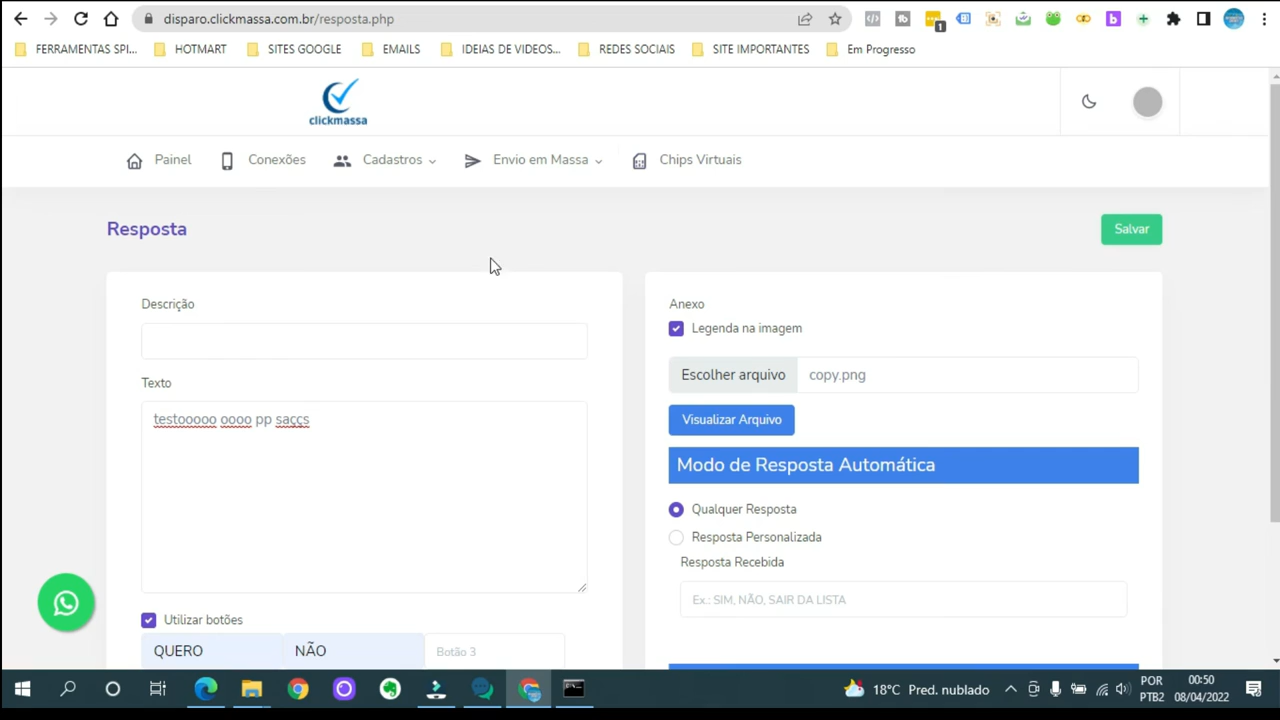 disparo.clickmassa.com.br/resposta.php
1
FERRAMENTAS SPI... HOTMART SITES GOOGLE EMAILS IDEIAS DE VIDEOS... REDES SOCIAIS SITE IMPORTANTES Em Progresso
clickmassa
Painel Conexões Cadastros Envio em Massa Chips Virtuais
Resposta
Salvar
Descrição
Texto
testooooo oooo pp saççs
Utilizar botões
QUERO NÃO Botão 3
Anexo
Legenda na imagem
Escolher arquivo copy.png
Visualizar Arquivo
Modo de Resposta Automática
Qualquer Resposta
Resposta Personalizada
Resposta Recebida
Ex.: SIM, NÃO, SAIR DA LISTA
18°C Pred. nublado
POR
PTB2
00:50
08/04/2022